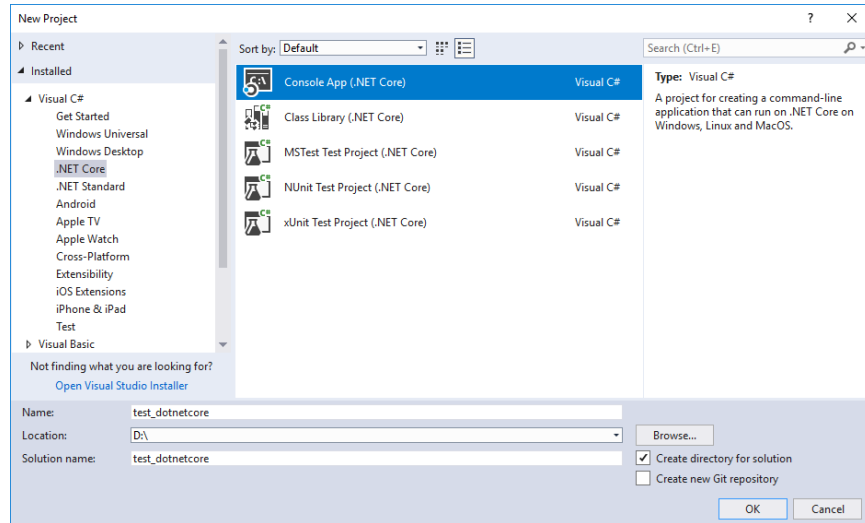 New Project
Recent
Installed
Visual C#
Get Started
Windows Universal
Windows Desktop
.NET Core
.NET Standard
Android
Apple TV
Apple Watch
Cross-Platform
Extensibility
iOS Extensions
iPhone & iPad
Test
Visual Basic
Not finding what you are looking for?
Open Visual Studio Installer
Sort by: Default
Console App (.NET Core) Visual C#
Class Library (.NET Core) Visual C#
MSTest Test Project (.NET Core) Visual C#
NUnit Test Project (.NET Core) Visual C#
xUnit Test Project (.NET Core) Visual C#
Search (Ctrl+E)
Type: Visual C#
A project for creating a command-line
application that can run on .NET Core on
Windows, Linux and MacOS.
Name: test_dotnetcore
Location: D:\
Browse...
Solution name: test_dotnetcore
Create directory for solution
Create new Git repository
OK Cancel